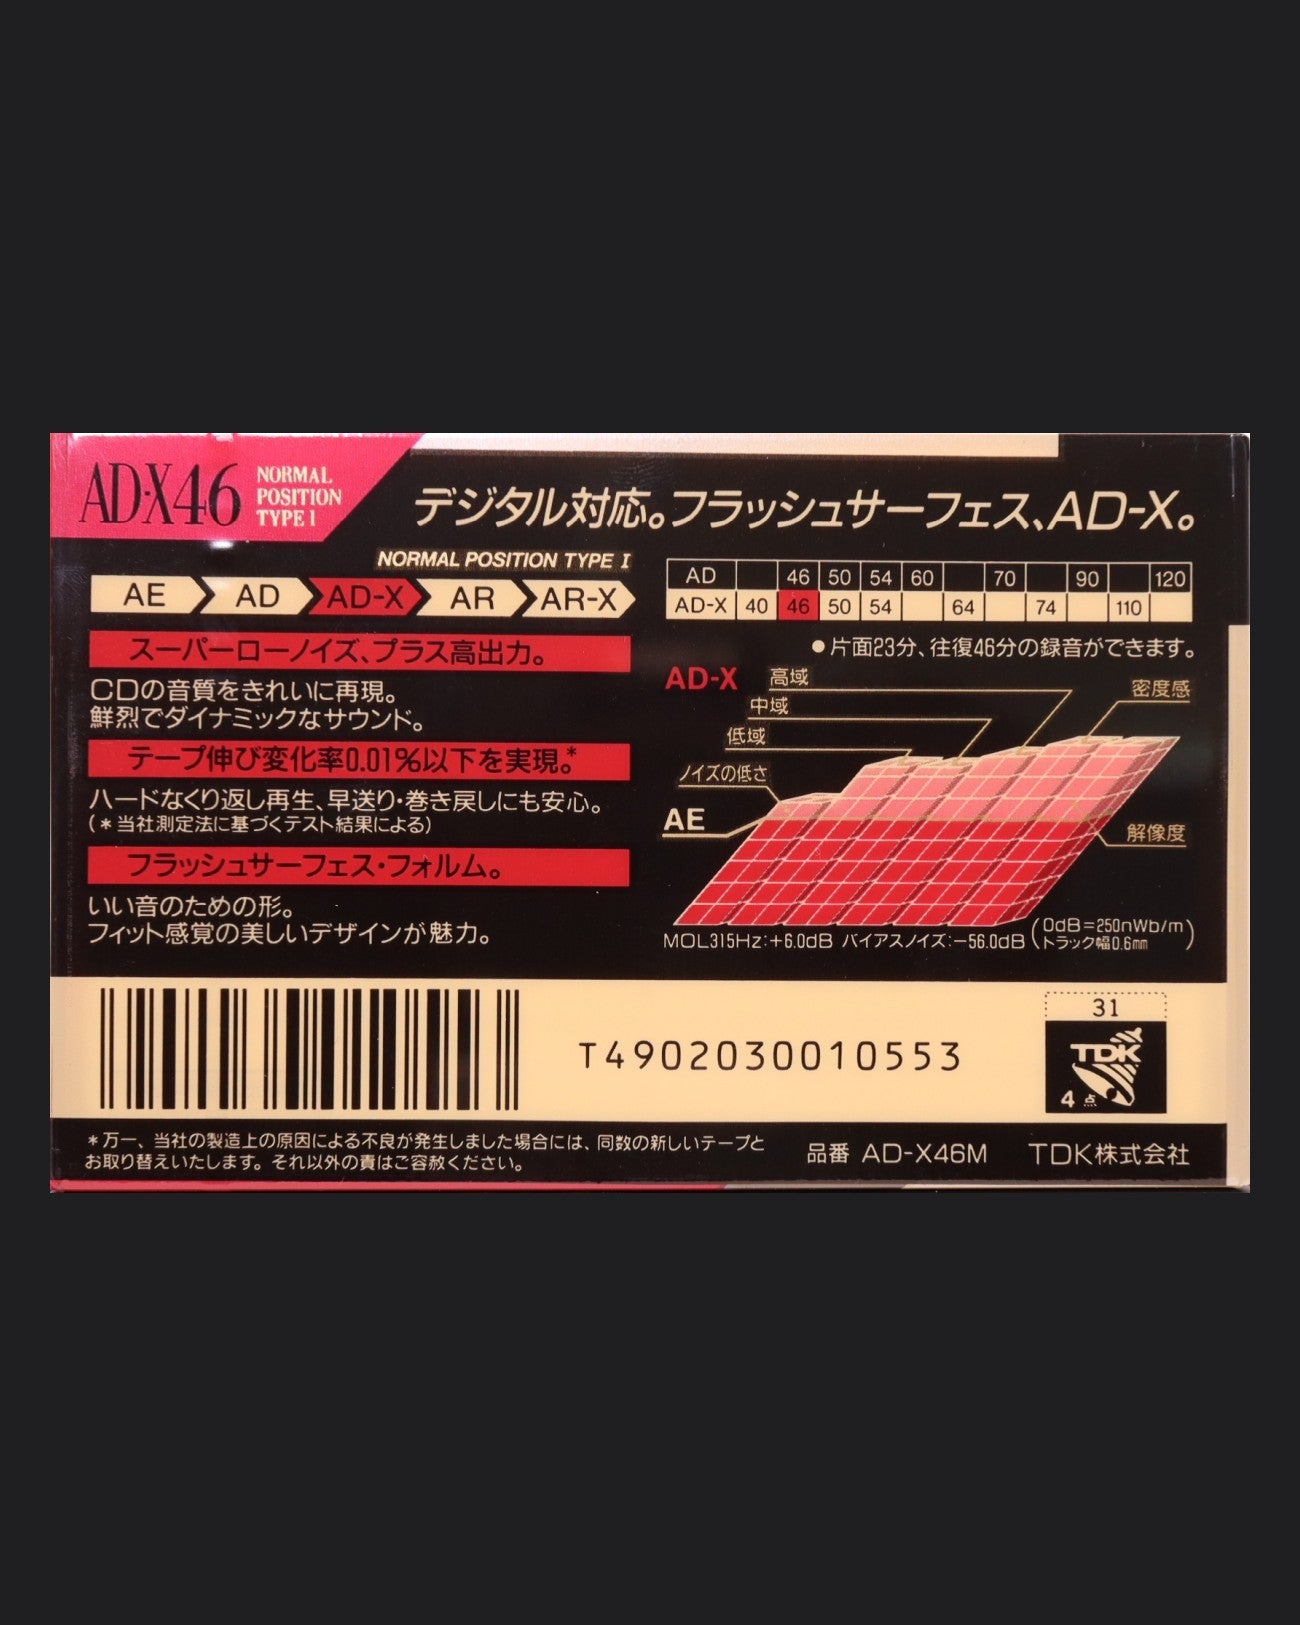 AD-X46
NORMAL
POSITION
TYPE I
デジタル対応。フラッシュサーフェス、AD-X。
NORMAL POSITION TYPE I
AE AD AD-X AR AR-X
AD 46 50 54 60 70 90 120
AD-X 40 46 50 54 64 74 110
●片面23分、往復46分の録音ができます。
スーパーローノイズ、プラス高出力。
CDの音質をきれいに再現。
鮮烈でダイナミックなサウンド。
テープ伸び変化率0.01%以下を実現。*
ハードなくり返し再生、早送り・巻き戻しにも安心。
(*当社測定法に基づくテスト結果による)
フラッシュサーフェス・フォルム。
いい音のための形。
フィット感覚の美しいデザインが魅力。
AD-X
高域
中域
低域
ノイズの低さ
AE
密度感
解像度
MOL315Hz:+6.0dB バイアスノイズ:-56.0dB (0dB=250nWb/m
トラック幅0.6mm)
T4902030010553
31
TDK
4点
*万一、当社の製造上の原因による不良が発生しました場合には、同数の新しいテープと
お取り替えいたします。それ以外の責はご容赦ください。
品番 AD-X46M TDK株式会社